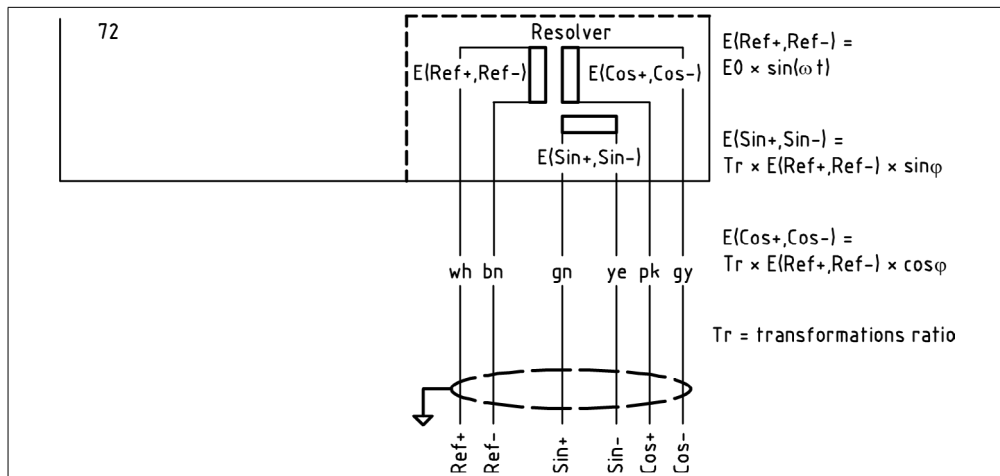 72
Resolver
E(Ref+,Ref-)
E(Cos+,Cos-)
E(Sin+,Sin-)
E(Ref+,Ref-) =
E0 × sin(ωt)
E(Sin+,Sin-) =
Tr × E(Ref+,Ref-) × sinφ
E(Cos+,Cos-) =
Tr × E(Ref+,Ref-) × cosφ
Tr = transformations ratio
wh bn gn ye pk gy
Ref+
Ref-
Sin+
Sin-
Cos+
Cos-